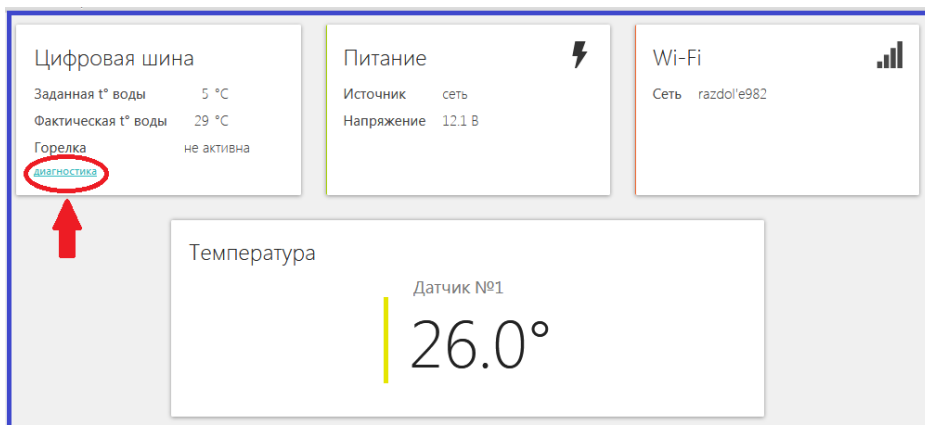 Цифровая шина
Заданная t° воды 5 °C
Фактическая t° воды 29 °C
Горелка не активна
диагностика
Питание
Источник сеть
Напряжение 12.1 В
Wi-Fi
Сеть razdol'e982
Температура
Датчик №1
26.0°